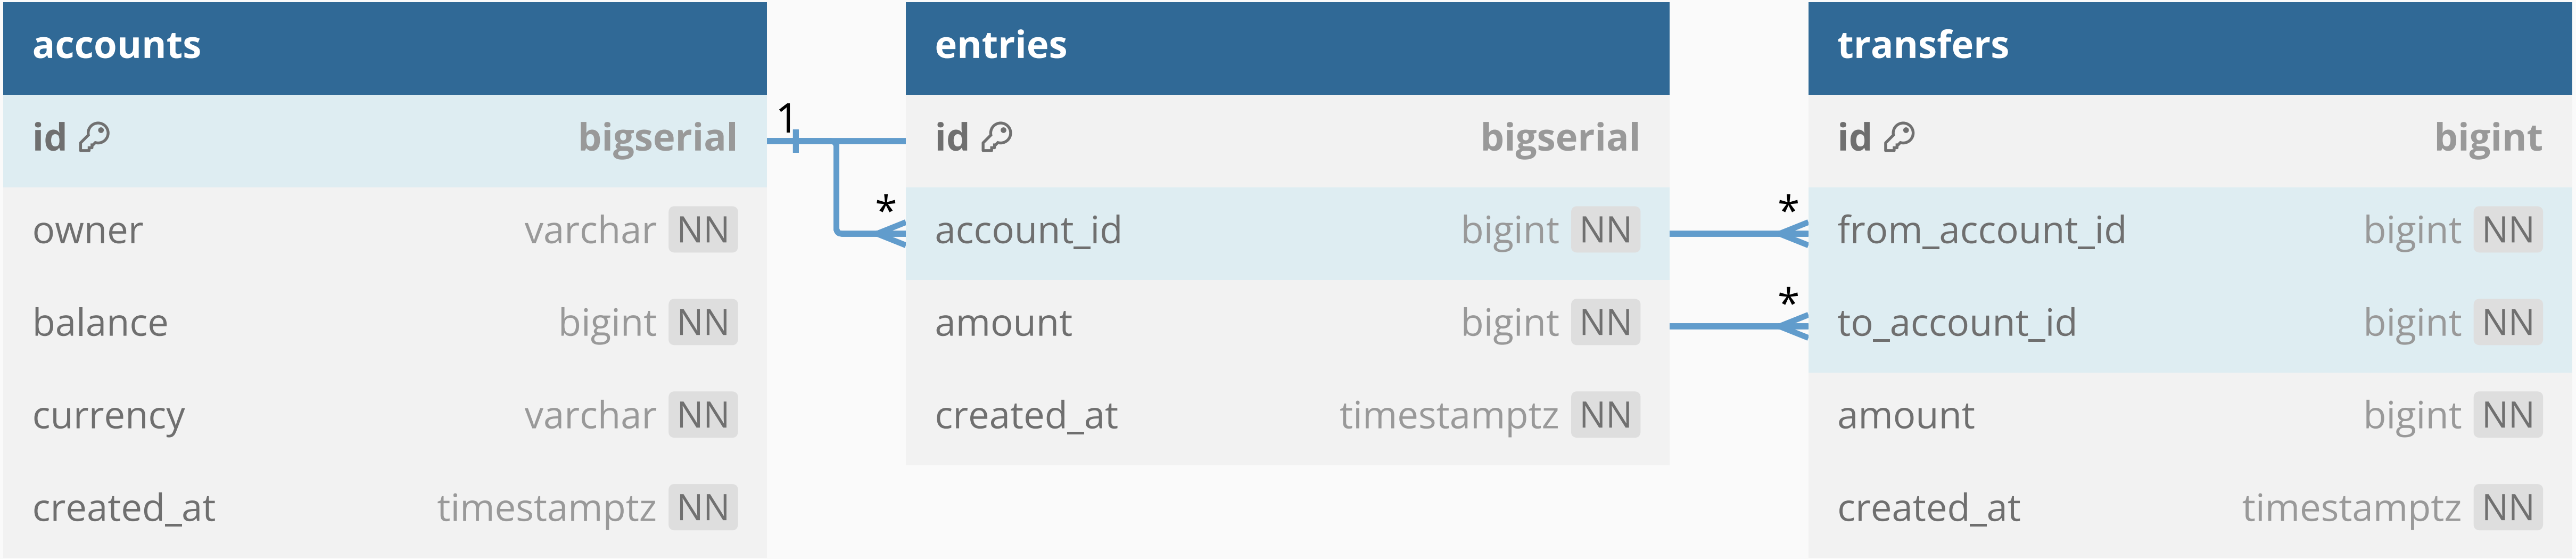 accounts
id bigserial
owner varchar NN
balance bigint NN
currency varchar NN
created_at timestamptz NN
1
*
entries
id bigserial
account_id bigint NN
amount bigint NN
created_at timestamptz NN
*
*
transfers
id bigint
from_account_id bigint NN
to_account_id bigint NN
amount bigint NN
created_at timestamptz NN